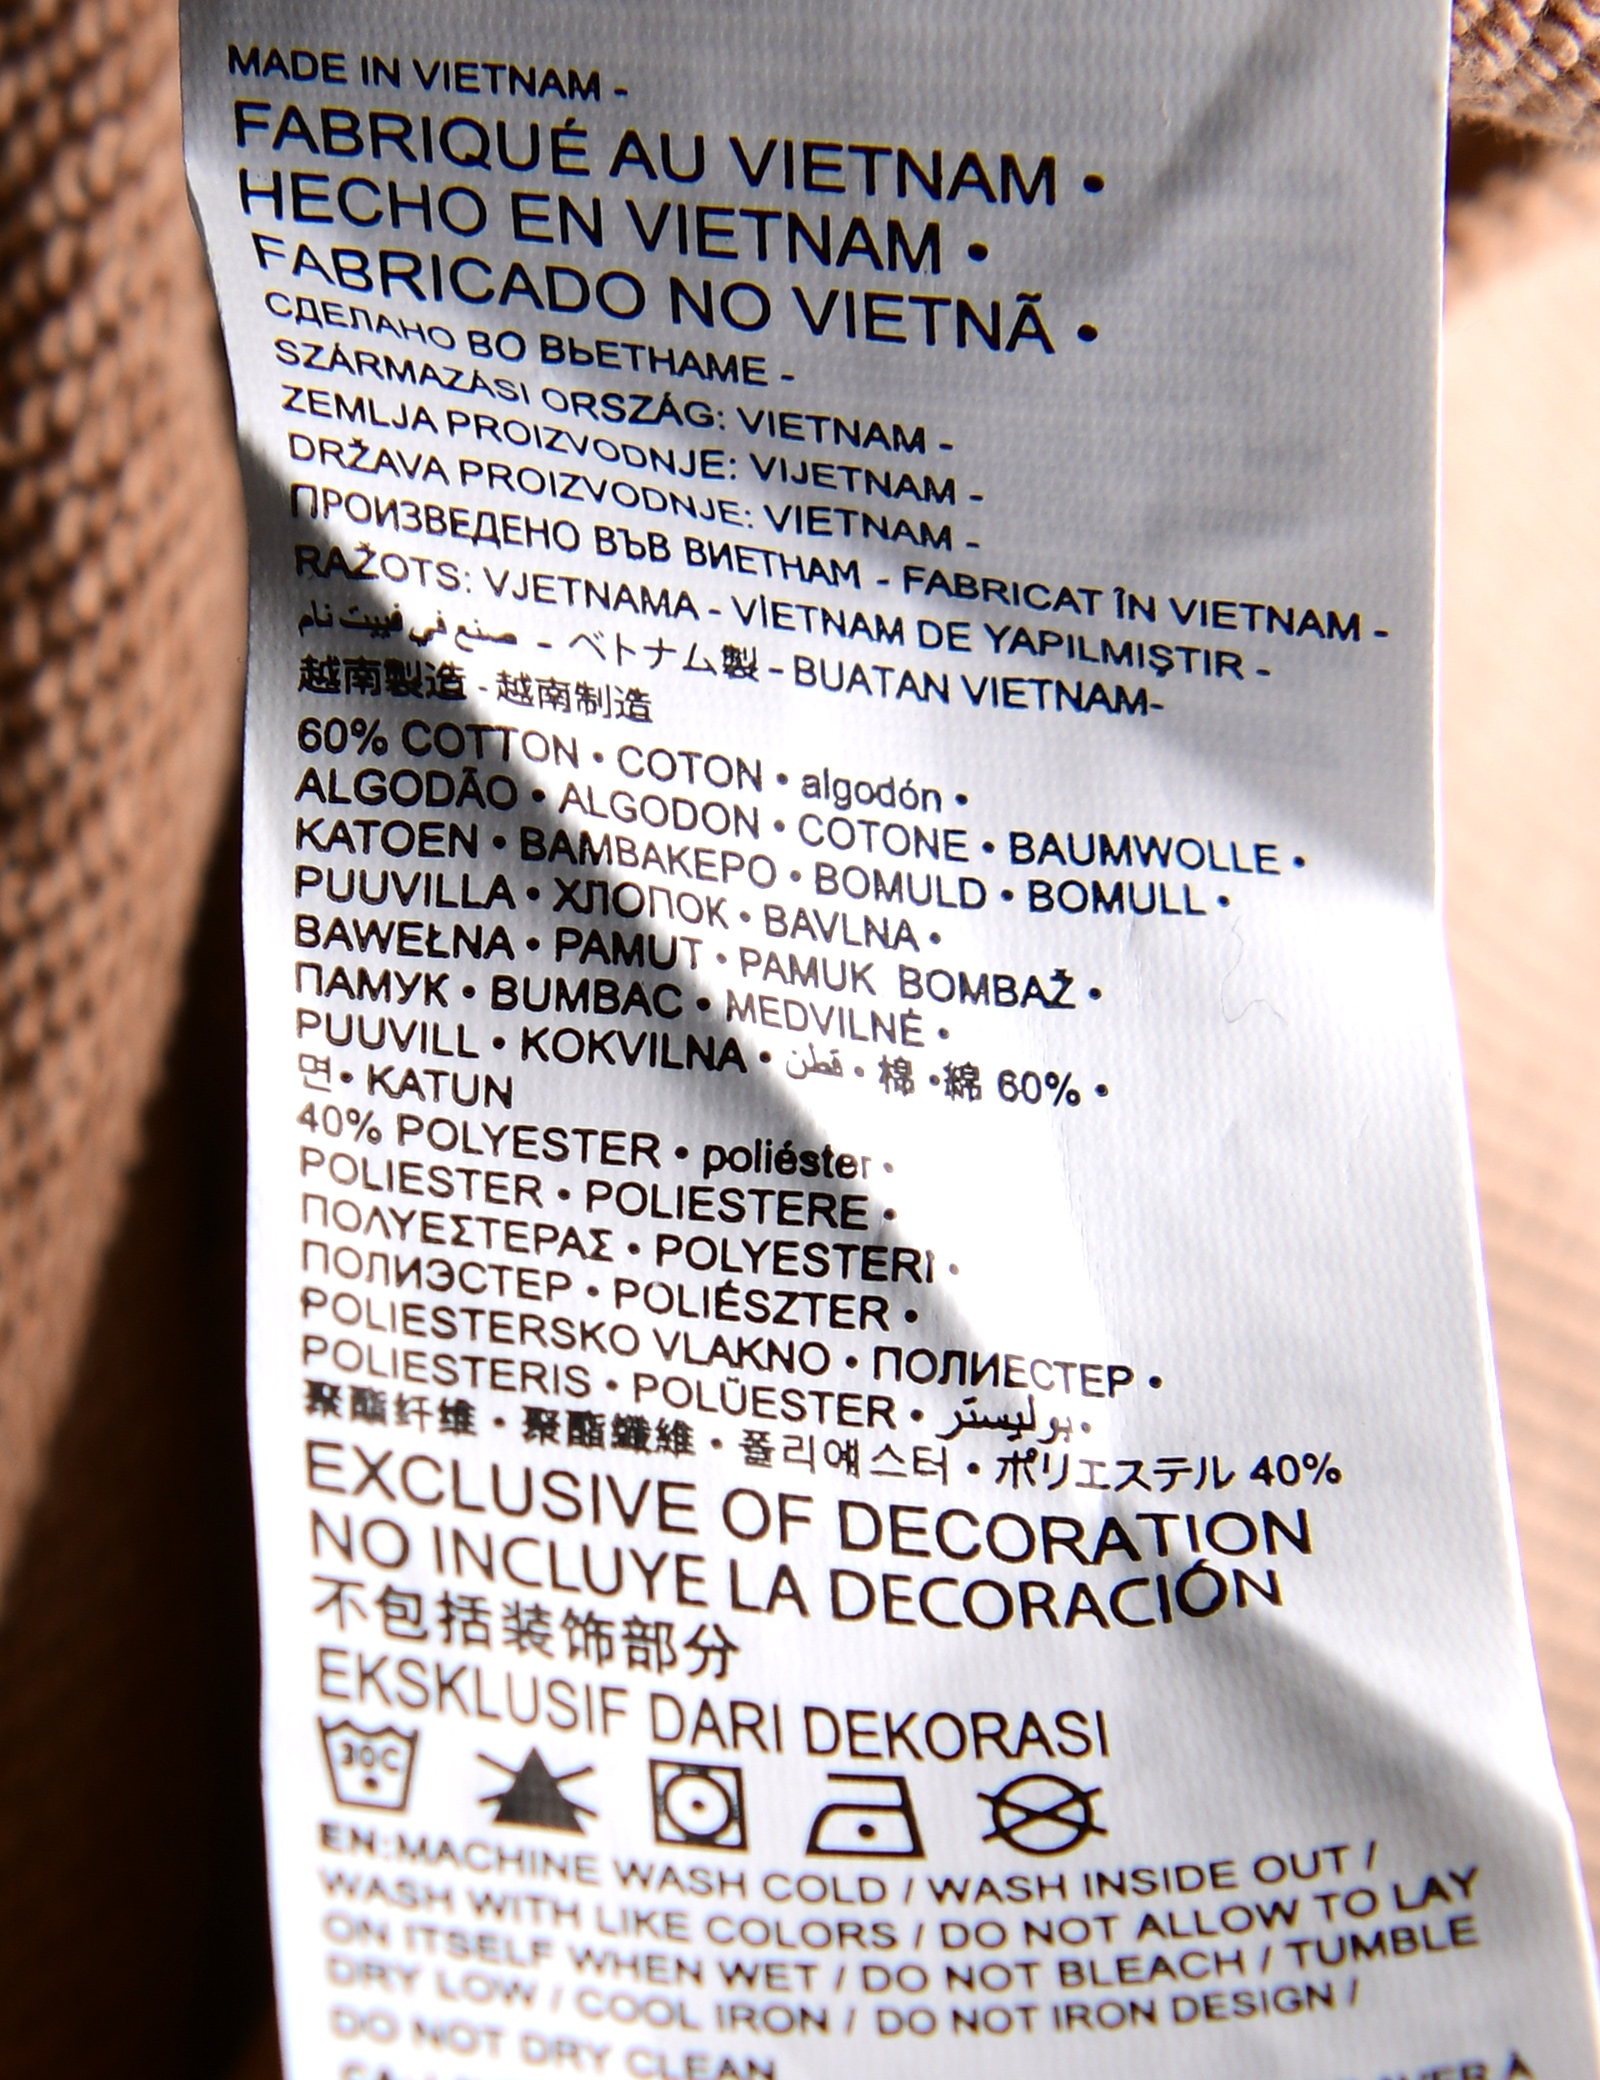 MADE IN VIETNAM -
FABRIQUÉ AU VIETNAM •
HECHO EN VIETNAM •
FABRICADO NO VIETNÃ •
СДЕЛАНО ВО ВЬЕТНАМЕ -
SZÁRMAZÁSI ORSZÁG: VIETNAM -
ZEMLJA PROIZVODNJE: VIJETNAM -
DRŽAVA PROIZVODNJE: VIETNAM -
ПРОИЗВЕДЕНО ВЪВ ВИЕТНАМ - FABRICAT ÎN VIETNAM -
RAŽOTS: VJETNAMA - VİETNAM DE YAPILMIŞTIR -
صنع في فييت نام - ベトナム製 - BUATAN VIETNAM-
越南製造 - 越南制造
60% COTTON • COTON • algodón •
ALGODÃO • ALGODON • COTONE • BAUMWOLLE •
KATOEN • BAMBAKEPO • BOMULD • BOMULL •
PUUVILLA • ХЛОПОК • BAVLNA •
BAWEŁNA • PAMUT • PAMUK BOMBAŽ •
ПАМУК • BUMBAC • MEDVILNĖ •
PUUVILL • KOKVILNA • قطن • 棉 • 綿 60% •
면 • KATUN
40% POLYESTER • poliéster •
POLIESTER • POLIESTERE •
ΠΟΛΥΕΣΤΕΡΑΣ • POLYESTERI •
ПОЛИЭСТЕР • POLIÉSZTER •
POLIESTERSKO VLAKNO • ПОЛИЕСТЕР •
POLIESTERIS • POLÜESTER • بوليستر •
聚酯纤维 • 聚酯纖維 • 폴리에스터 • ポリエステル 40%
EXCLUSIVE OF DECORATION
NO INCLUYE LA DECORACIÓN
不包括装饰部分
EKSKLUSIF DARI DEKORASI
30C
EN:MACHINE WASH COLD / WASH INSIDE OUT /
WASH WITH LIKE COLORS / DO NOT ALLOW TO LAY
ON ITSELF WHEN WET / DO NOT BLEACH / TUMBLE
DRY LOW / COOL IRON / DO NOT IRON DESIGN /
DO NOT DRY CLEAN